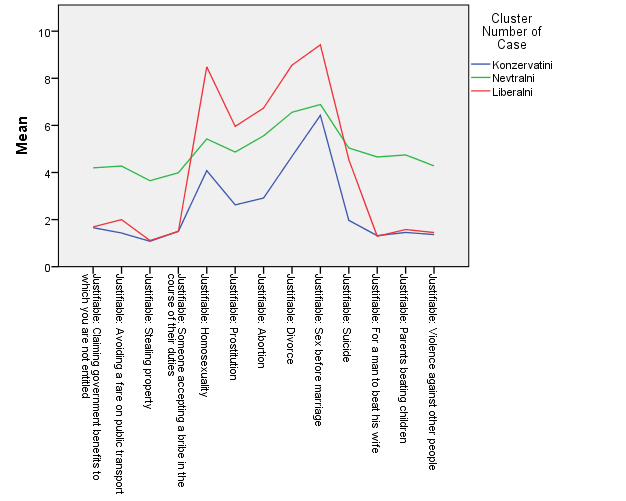 Cluster
Number of
Case
Konzervatini
Nevtralni
Liberalni
Mean
10
8
6
4
2
0
Justifiable: Claiming government benefits to
which you are not entitled
Justifiable: Avoiding a fare on public transport
Justifiable: Stealing property
Justifiable: Someone accepting a bribe in the
course of their duties
Justifiable: Homosexuality
Justifiable: Prostitution
Justifiable: Abortion
Justifiable: Divorce
Justifiable: Sex before marriage
Justifiable: Suicide
Justifiable: For a man to beat his wife
Justifiable: Parents beating children
Justifiable: Violence against other people